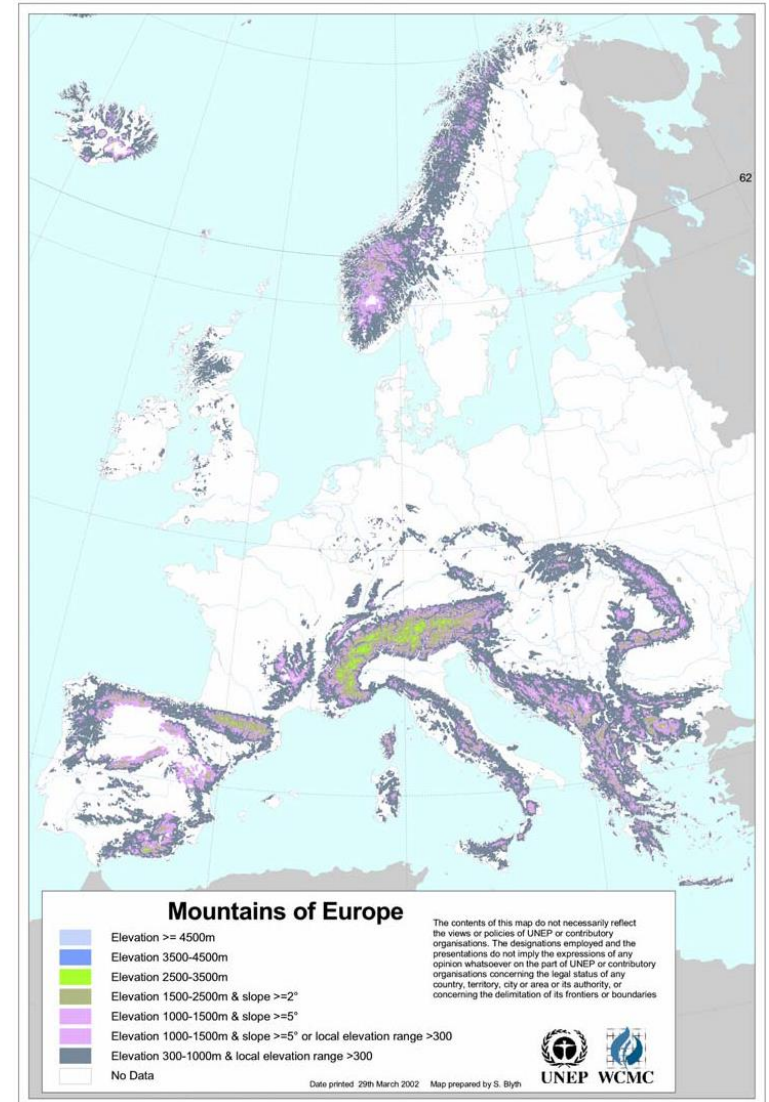 62
Mountains of Europe
Elevation >= 4500m
Elevation 3500-4500m
Elevation 2500-3500m
Elevation 1500-2500m & slope >=2°
Elevation 1000-1500m & slope >=5°
Elevation 1000-1500m & slope >=5° or local elevation range >300
Elevation 300-1000m & local elevation range >300
No Data
The contents of this map do not necessarily reflect
the views or policies of UNEP or contributory
organisations. The designations employed and the
presentations do not imply the expressions of any
opinion whatsoever on the part of UNEP or contributory
organisations concerning the legal status of any
country, territory, city or area or its authority, or
concerning the delimitation of its frontiers or boundaries
Date printed 29th March 2002 Map prepared by S. Blyth
UNEP WCMC